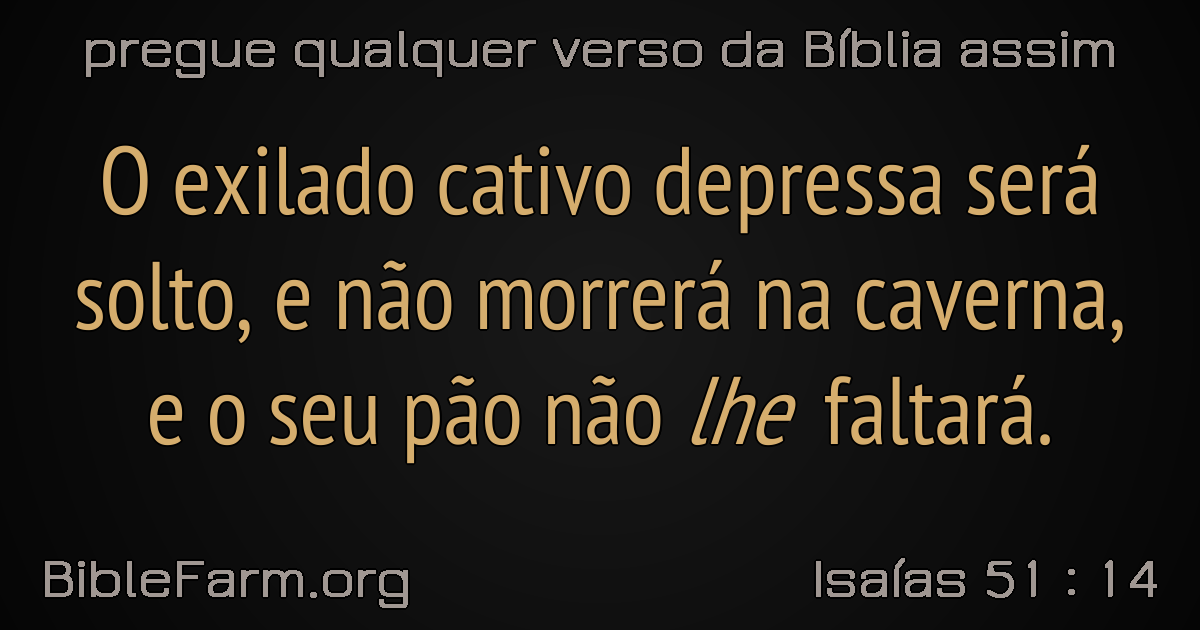 pregue qualquer verso da Bíblia assim
O exilado cativo depressa será
solto, e não morrerá na caverna,
e o seu pão não lhe faltará.
BibleFarm.org
Isaías 51 : 14